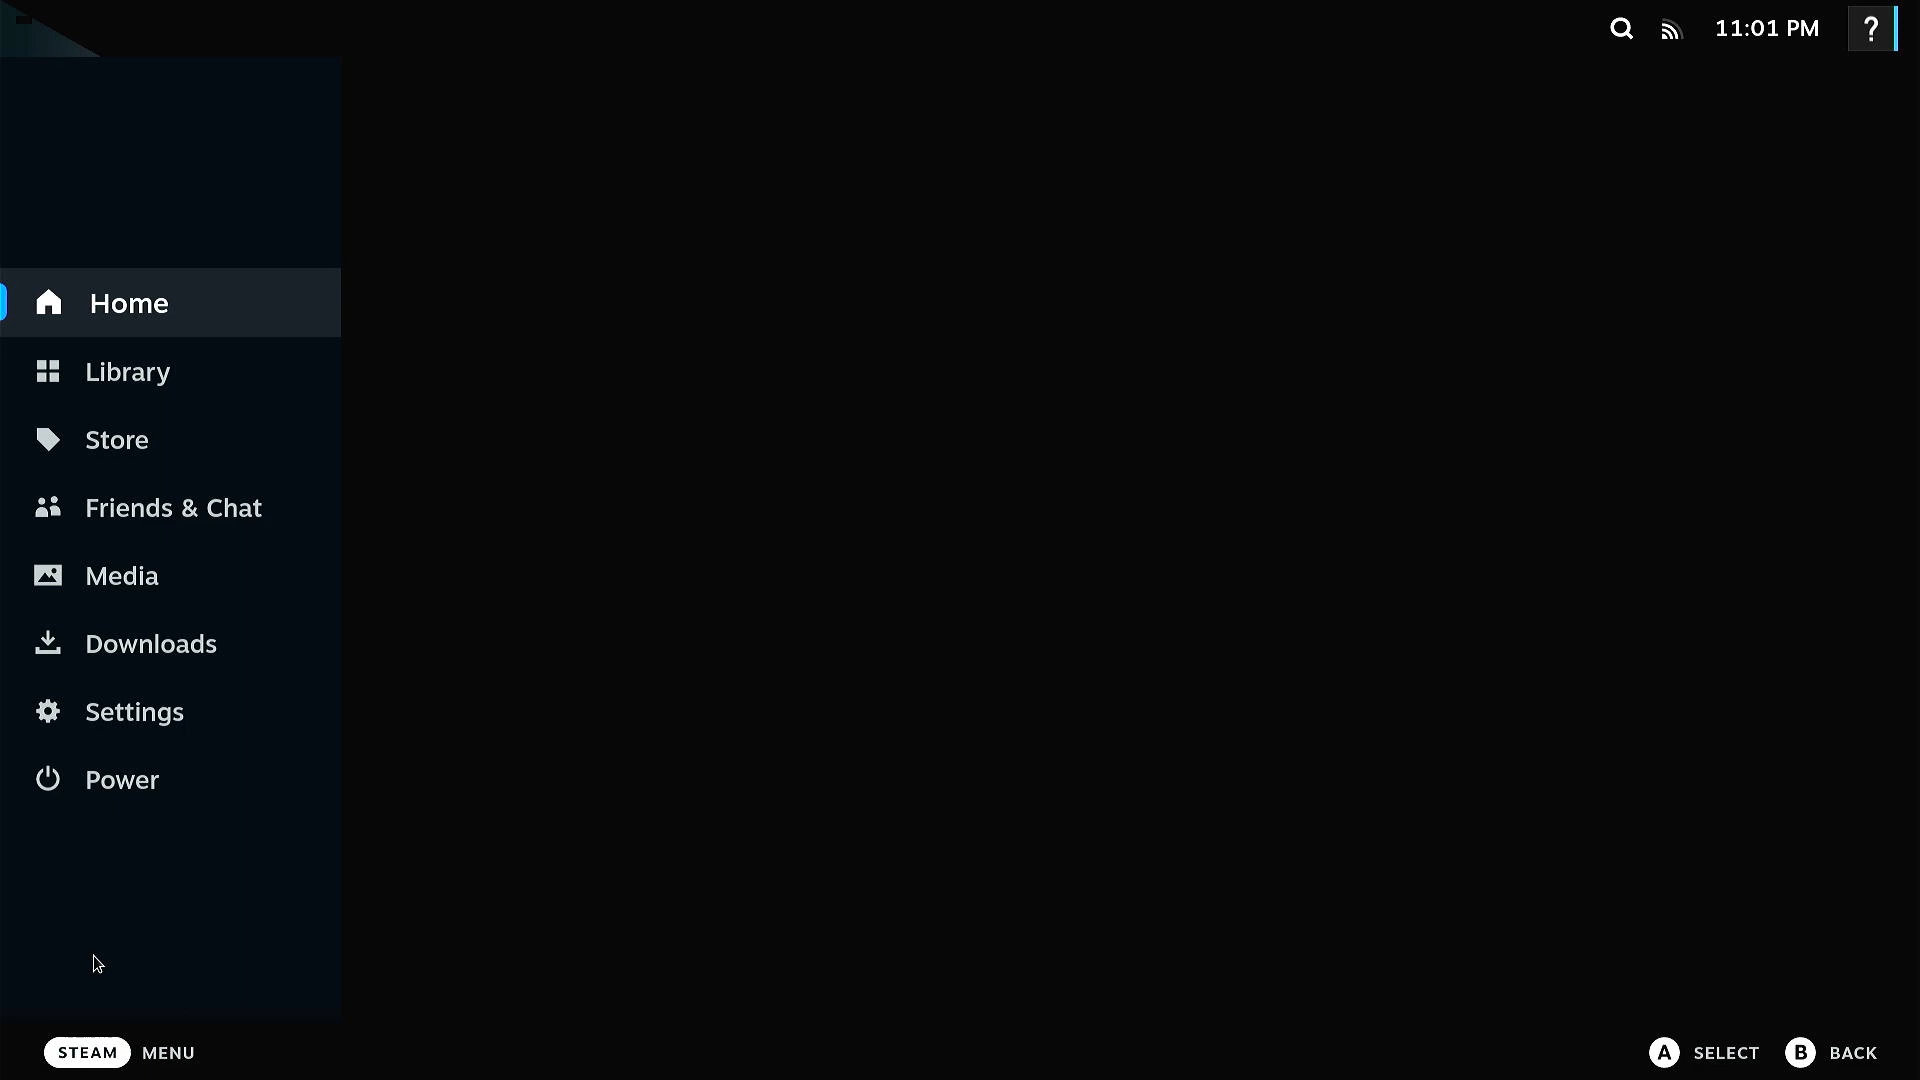 11:01 PM
?
Home
Library
Store
Friends & Chat
Media
Downloads
Settings
Power
STEAM MENU
A SELECT B BACK